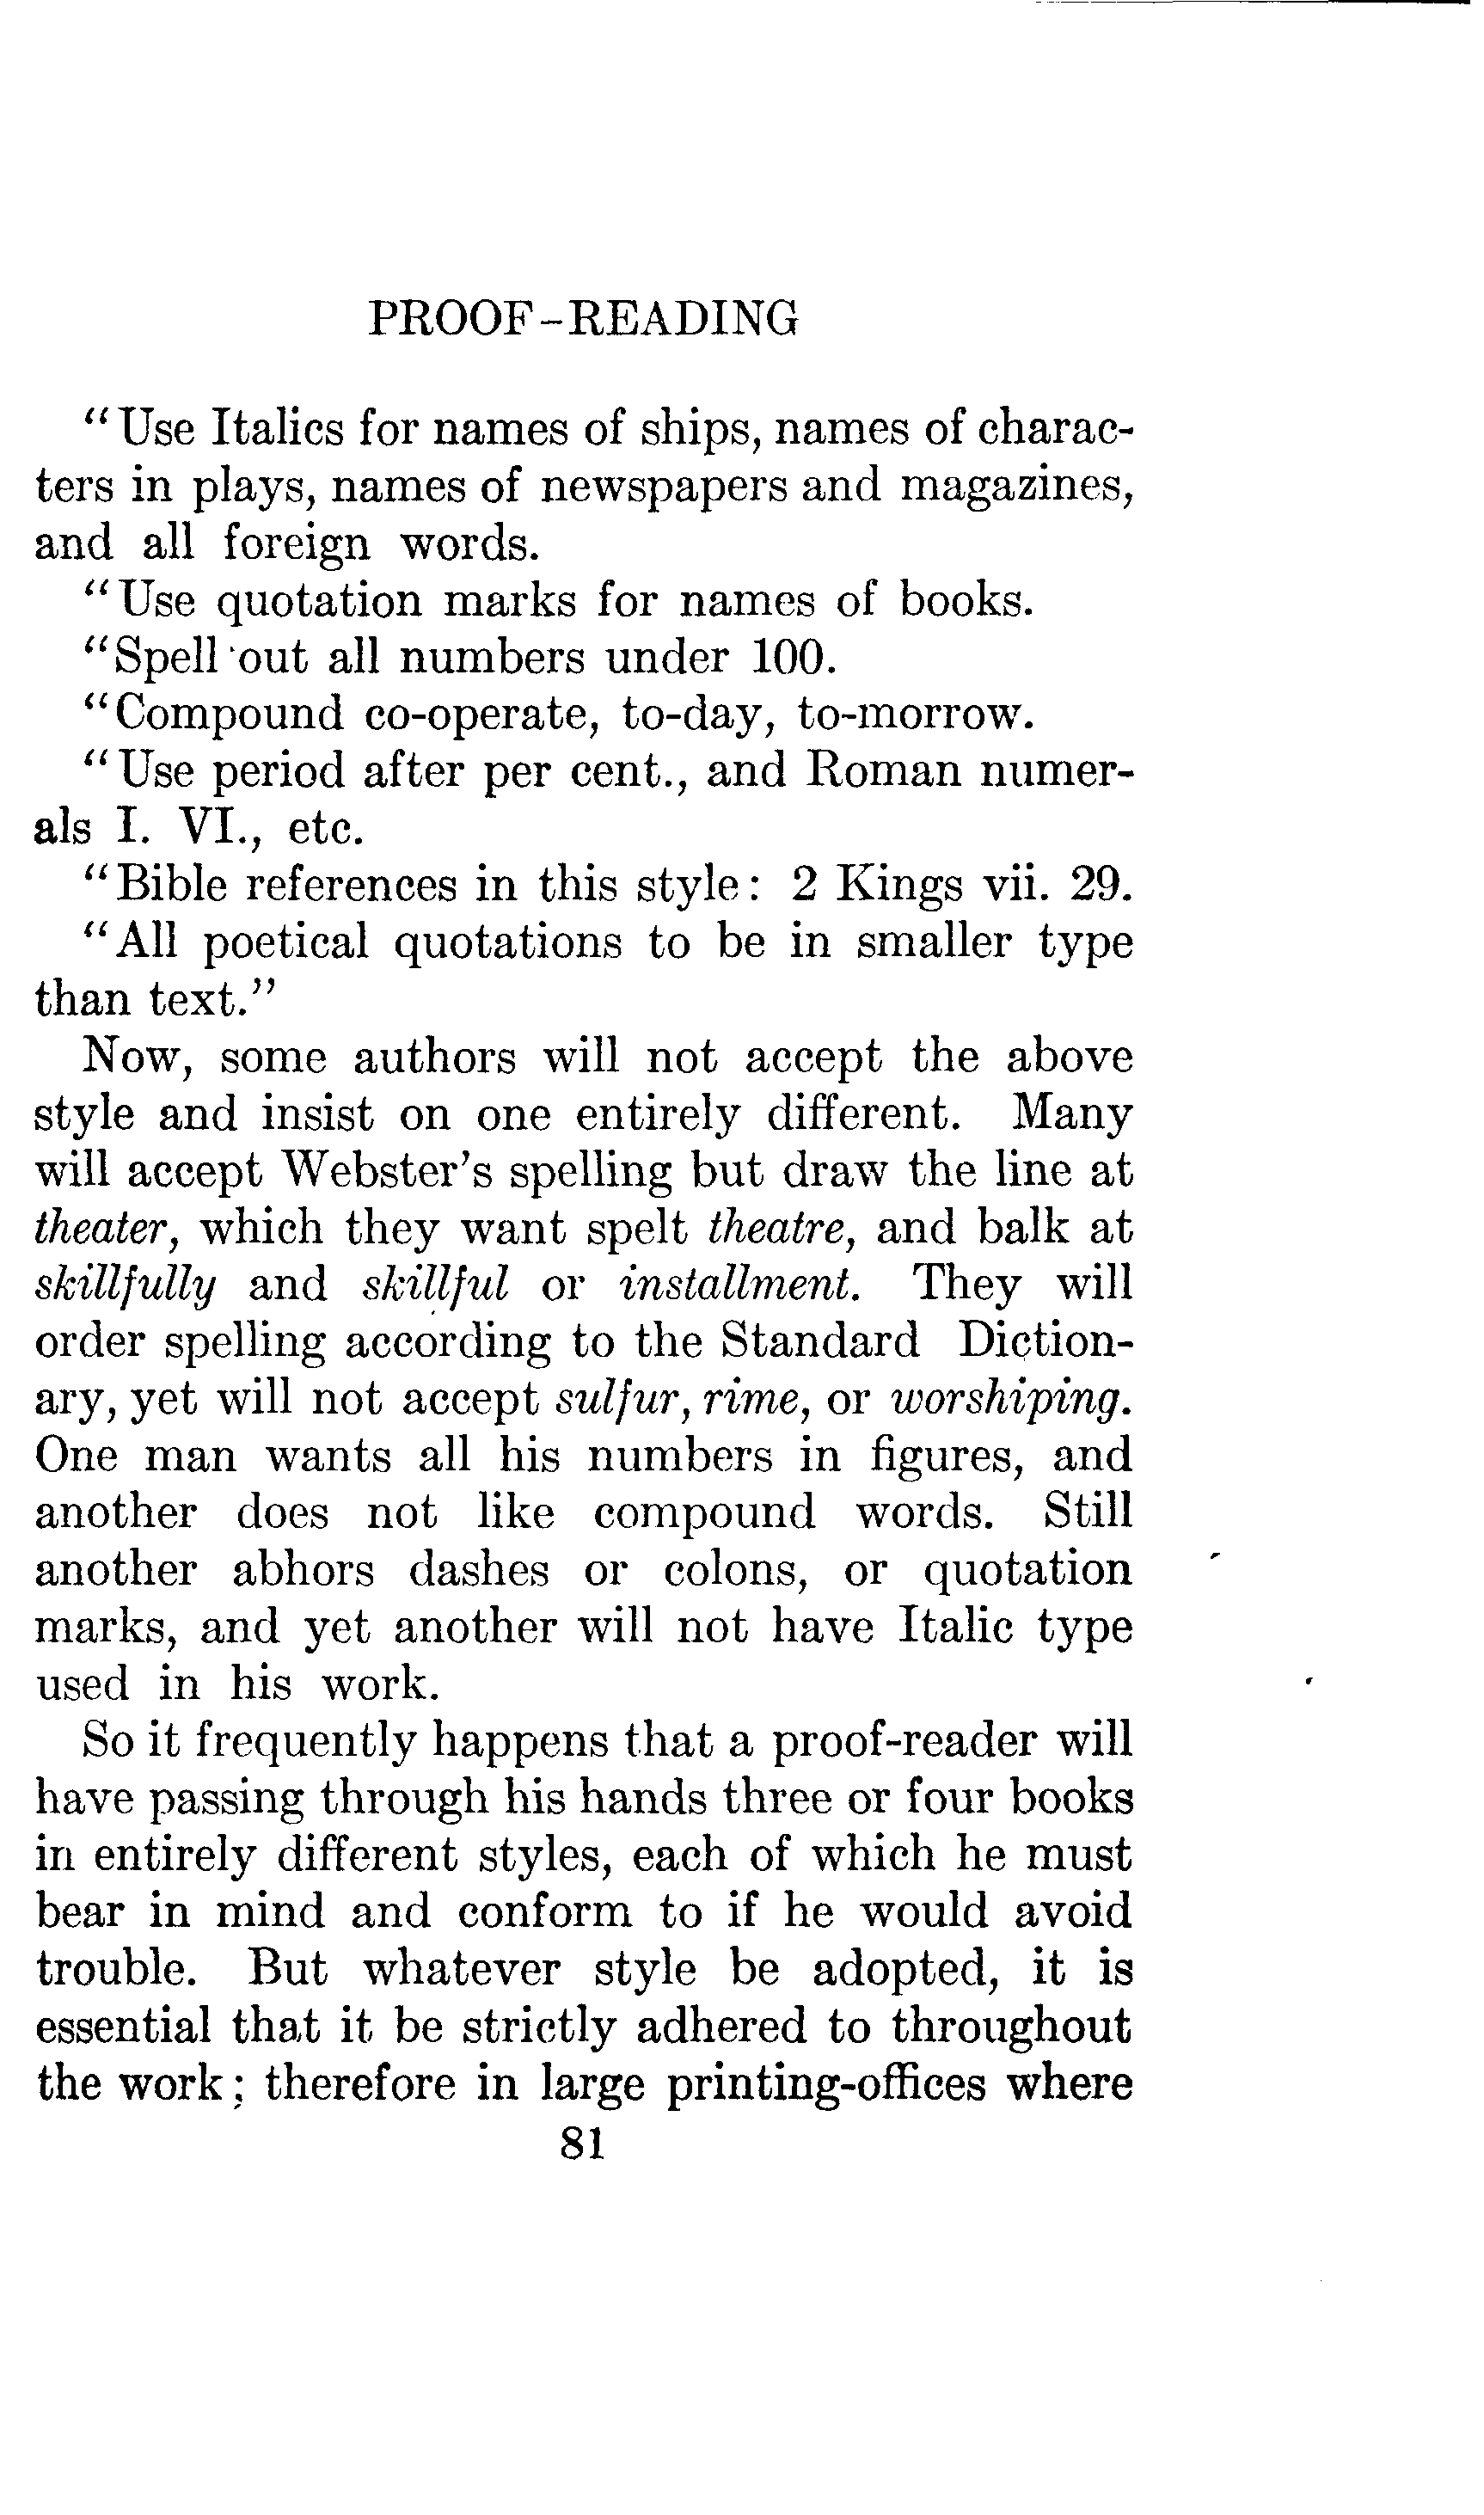 PROOF-READING
"Use Italics for names of ships, names of charac-
ters in plays, names of newspapers and magazines,
and all foreign words.
"Use quotation marks for names of books.
"Spell out all numbers under 100.
"Compound co-operate, to-day, to-morrow.
"Use period after per cent., and Roman numer-
als I. VI., etc.
"Bible references in this style: 2 Kings vii. 29.
"All poetical quotations to be in smaller type
than text."
Now, some authors will not accept the above
style and insist on one entirely different. Many
will accept Webster's spelling but draw the line at
theater, which they want spelt theatre, and balk at
skillfully and skillful or installment. They will
order spelling according to the Standard Diction-
ary, yet will not accept sulfur, rime, or worshiping.
One man wants all his numbers in figures, and
another does not like compound words. Still
another abhors dashes or colons, or quotation
marks, and yet another will not have Italic type
used in his work.
So it frequently happens that a proof-reader will
have passing through his hands three or four books
in entirely different styles, each of which he must
bear in mind and conform to if he would avoid
trouble. But whatever style be adopted, it is
essential that it be strictly adhered to throughout
the work; therefore in large printing-offices where
81